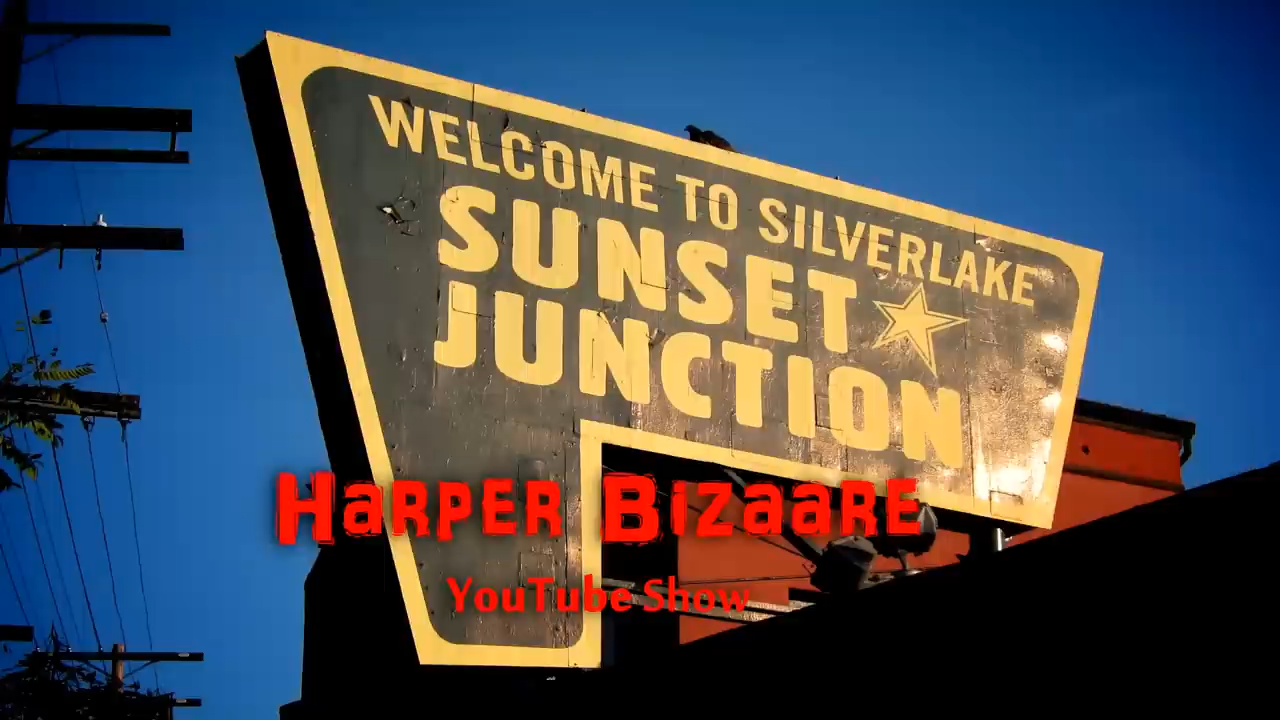 WELCOME TO SILVERLAKE
SUNSET
JUNCTION
Harper Bizaare
YouTube Show